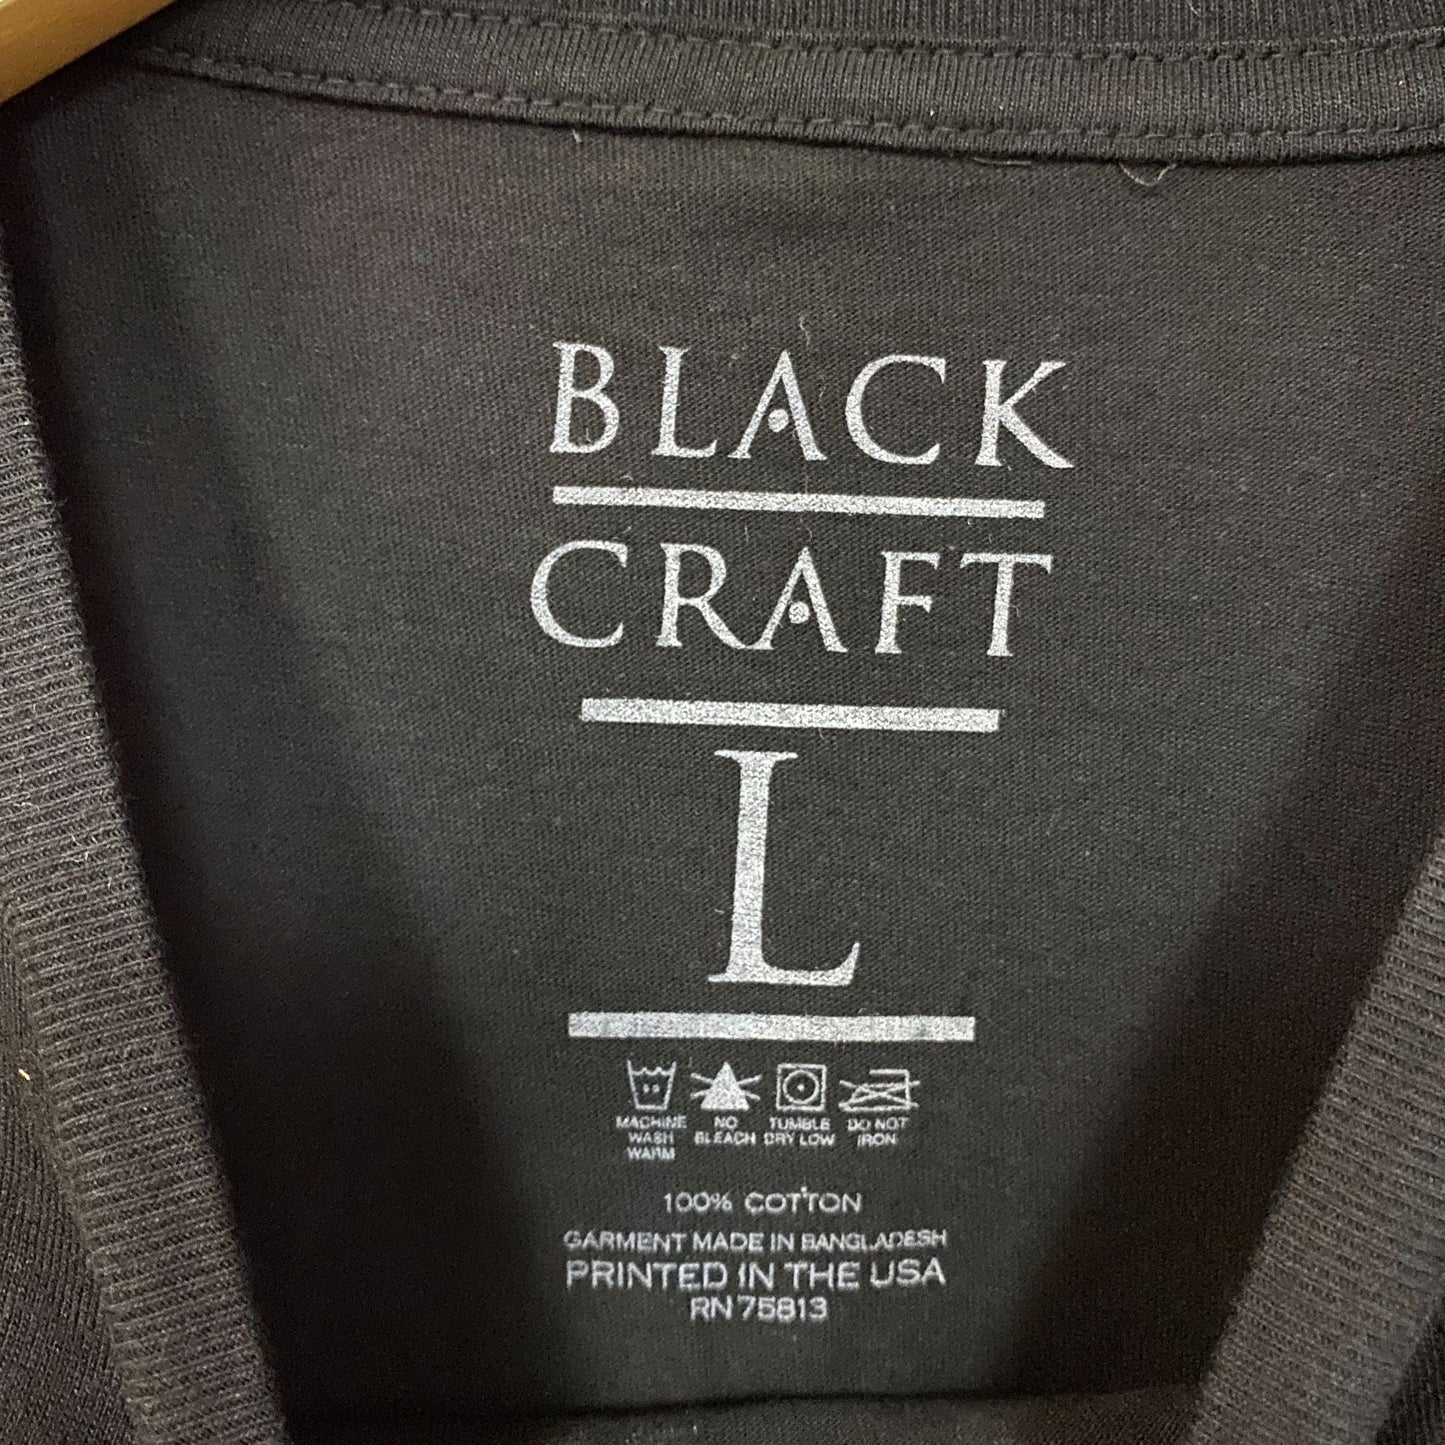 BLACK
CRAFT
L
MACHINE WASH WARM
NO BLEACH
TUMBLE DRY LOW
DO NOT IRON
100% COTTON
GARMENT MADE IN BANGLADESH
PRINTED IN THE USA
RN 75813